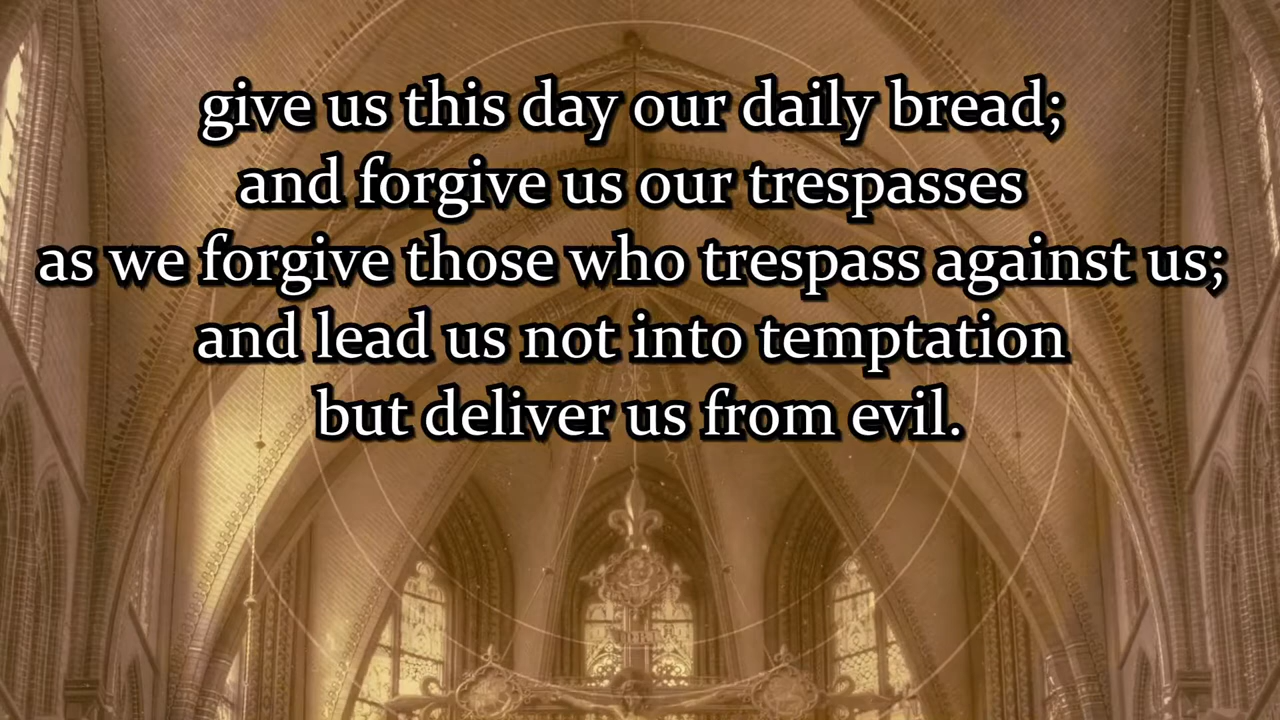 give us this day our daily bread;
and forgive us our trespasses
as we forgive those who trespass against us;
and lead us not into temptation
but deliver us from evil.